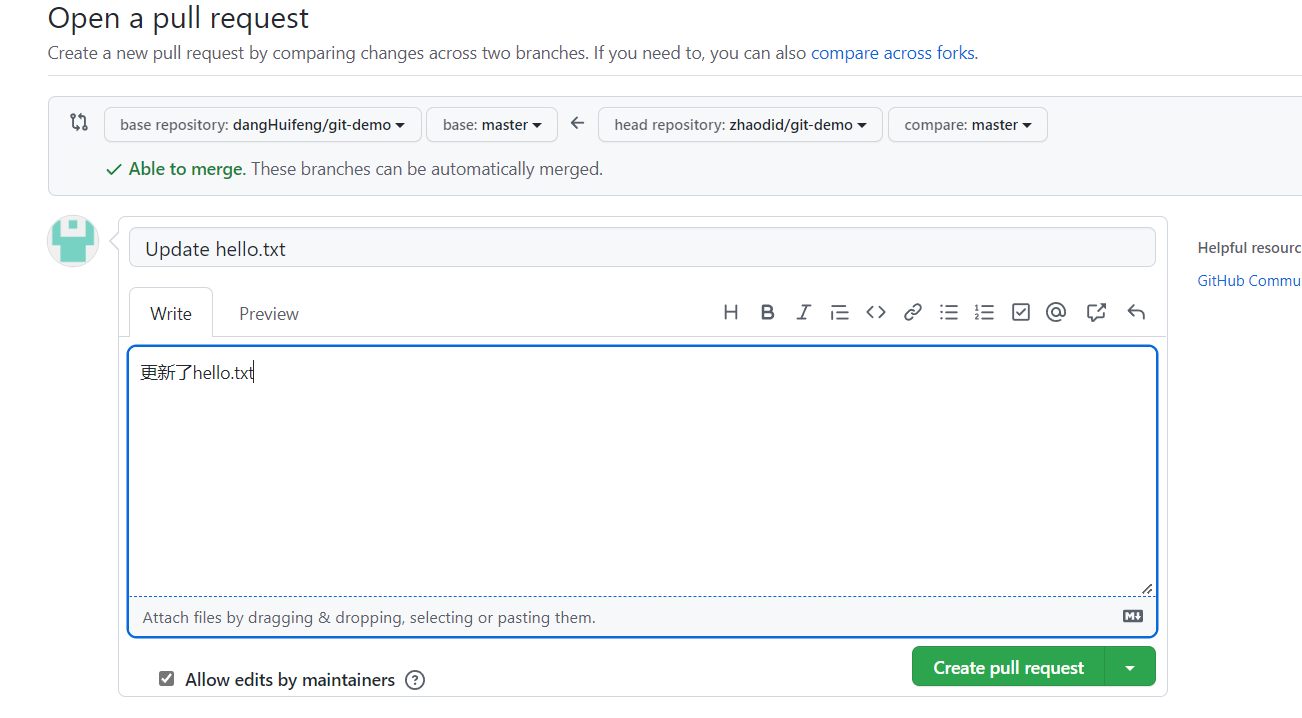 Open a pull request
Create a new pull request by comparing changes across two branches. If you need to, you can also compare across forks.
base repository: dangHuifeng/git-demo base: master head repository: zhaodid/git-demo compare: master
Able to merge. These branches can be automatically merged.
Update hello.txt
Helpful resourc
GitHub Commu
Write Preview
更新了hello.txt
Attach files by dragging & dropping, selecting or pasting them.
Allow edits by maintainers
Create pull request